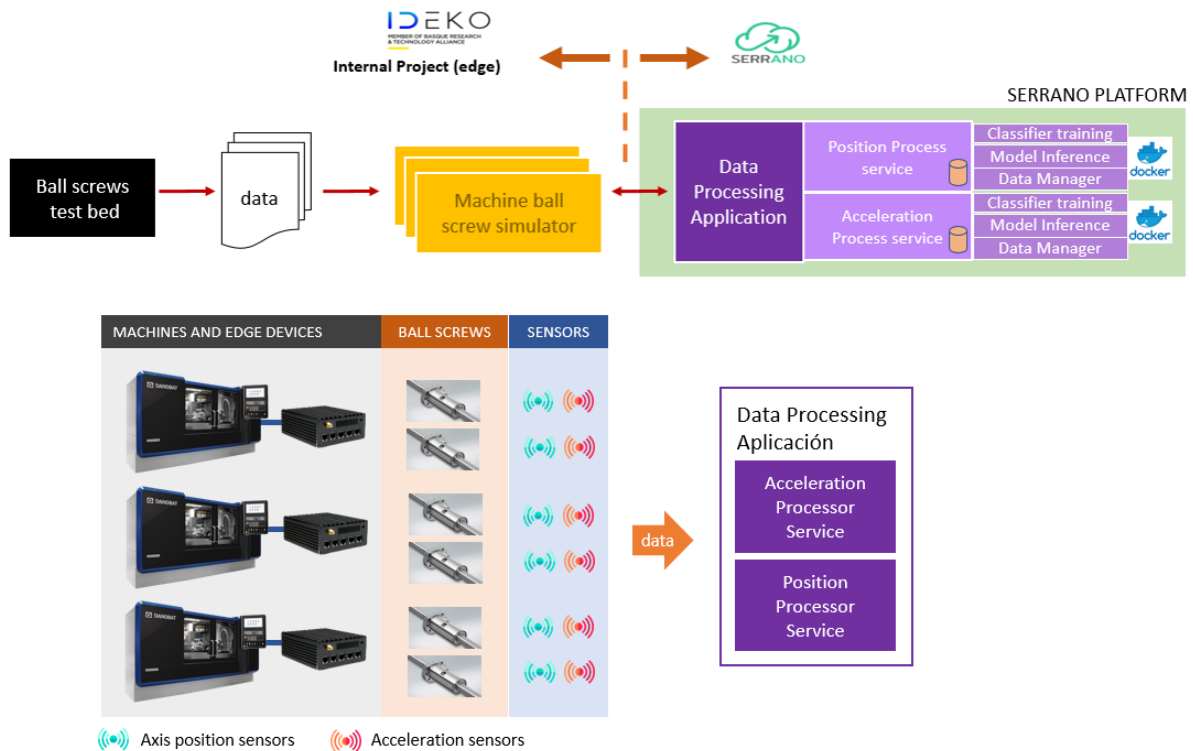 IDEKO
MEMBER OF BASQUE RESEARCH
& TECHNOLOGY ALLIANCE
Internal Project (edge)
SERRANO
SERRANO PLATFORM
Ball screws
test bed
data
Machine ball
screw simulator
Data
Processing
Application
Position Process
service
Classifier training
Model Inference
Data Manager
docker
Acceleration
Process service
Classifier training
Model Inference
Data Manager
docker
MACHINES AND EDGE DEVICES
BALL SCREWS
SENSORS
DANOBAT
DANOBAT
DANOBAT
data
Data Processing
Aplicación
Acceleration
Processor
Service
Position
Processor
Service
Axis position sensors
Acceleration sensors